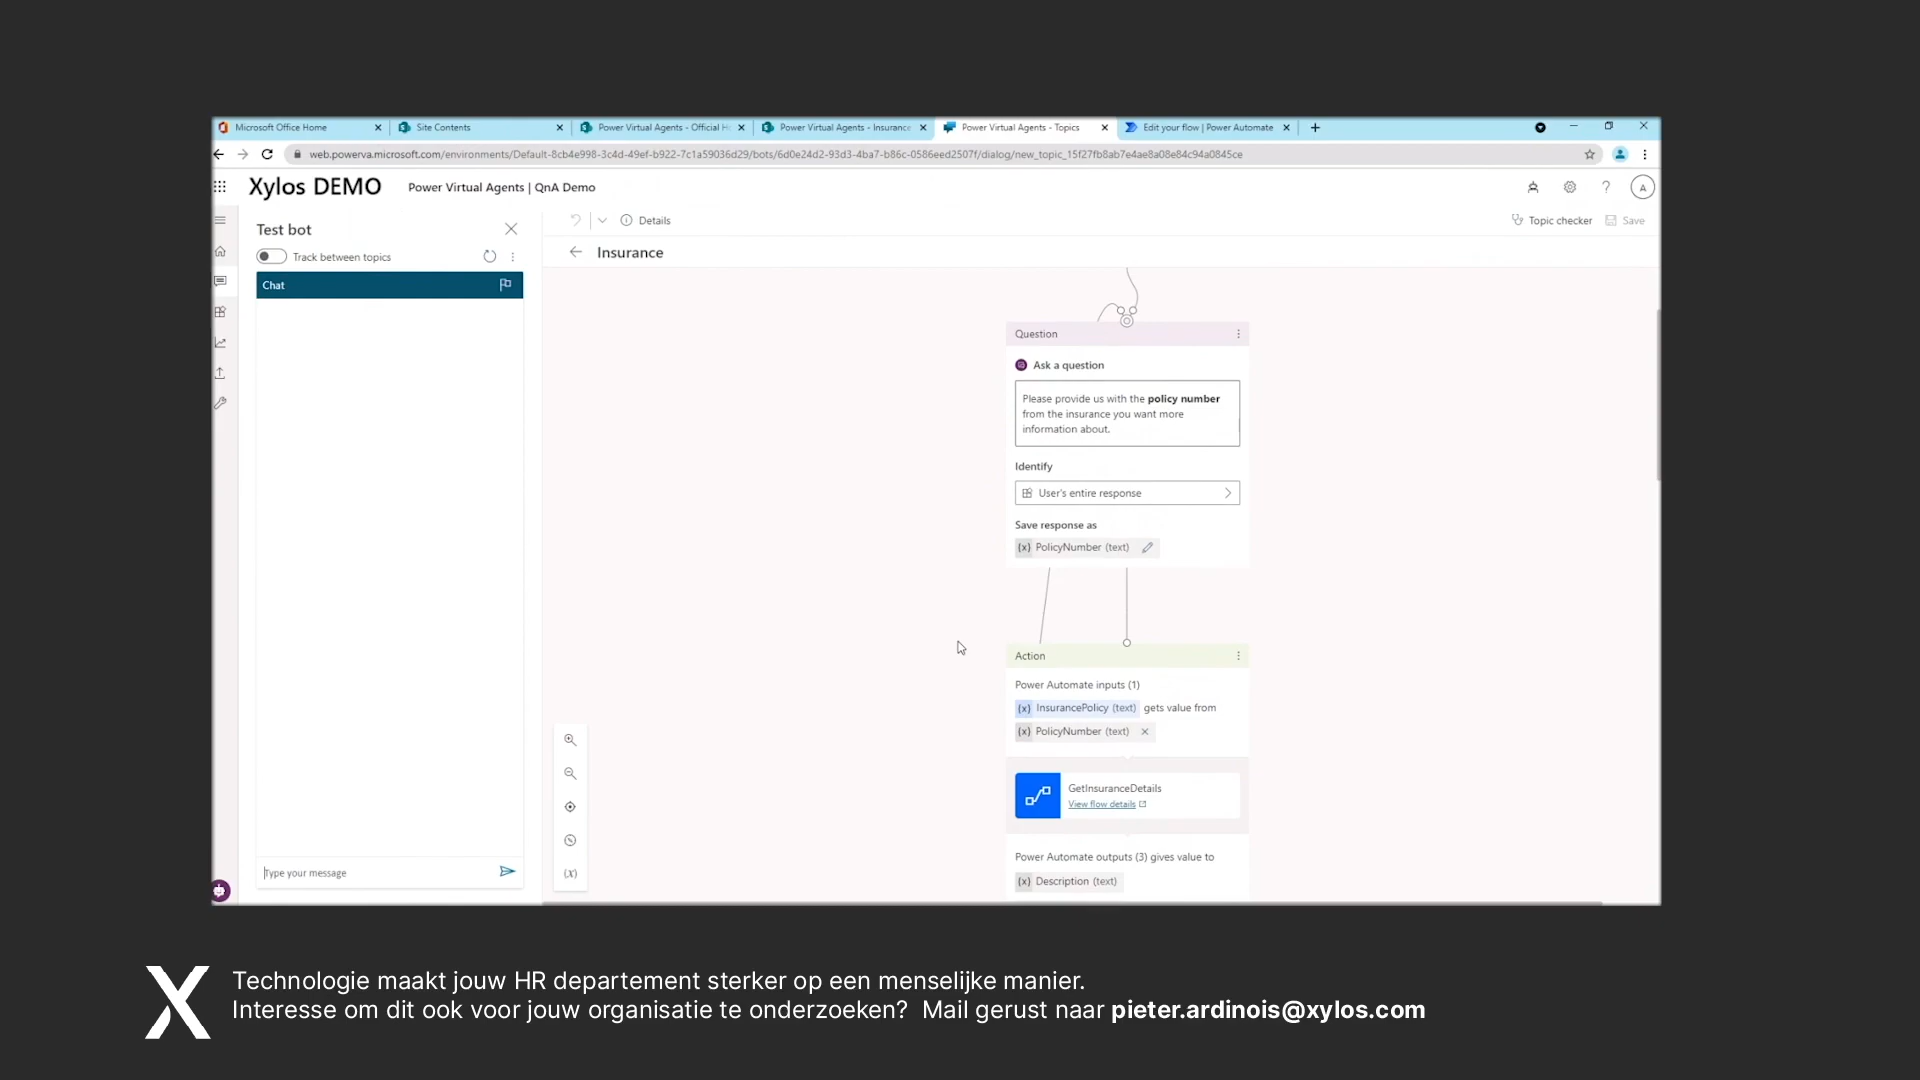 Microsoft Office Home
Site Contents
Power Virtual Agents - Official H
Power Virtual Agents - Insurance
Power Virtual Agents - Topics
Edit your flow | Power Automate
web.powerva.microsoft.com/environments/Default-8cb4e998-3c4d-49ef-b922-7c1a59036d29/bots/6d0e24d2-93d3-4ba7-b86c-0586eed2507f/dialog/new_topic_15f27fb8ab7e4ae8a08e84c94a0845ce
Xylos DEMO
Power Virtual Agents | QnA Demo
A
Test bot
Track between topics
Chat
Type your message
Details
Topic checker
Save
Insurance
Question
Ask a question
Please provide us with the policy number
from the insurance you want more
information about.
Identify
User's entire response
Save response as
(x) PolicyNumber (text)
Action
Power Automate inputs (1)
(x) InsurancePolicy (text) gets value from
(x) PolicyNumber (text)
GetInsuranceDetails
View flow details
Power Automate outputs (3) gives value to
(x) Description (text)
(x)
X
Technologie maakt jouw HR departement sterker op een menselijke manier.
Interesse om dit ook voor jouw organisatie te onderzoeken? Mail gerust naar pieter.ardinois@xylos.com